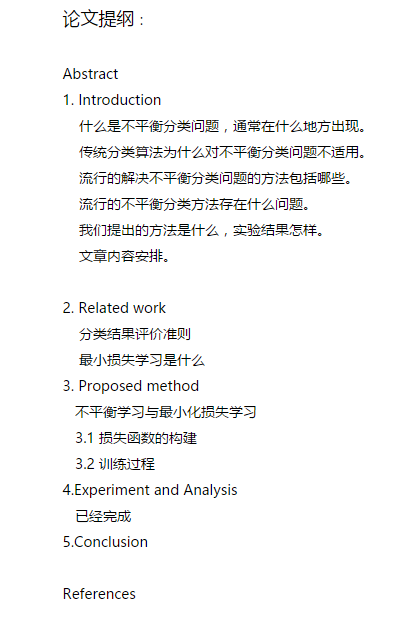 论文提纲：
Abstract
1. Introduction
什么是不平衡分类问题，通常在什么地方出现。
传统分类算法为什么对不平衡分类问题不适用。
流行的解决不平衡分类问题的方法包括哪些。
流行的不平衡分类方法存在什么问题。
我们提出的方法是什么，实验结果怎样。
文章内容安排。
2. Related work
分类结果评价准则
最小损失学习是什么
3. Proposed method
不平衡学习与最小化损失学习
3.1 损失函数的构建
3.2 训练过程
4.Experiment and Analysis
已经完成
5.Conclusion
References